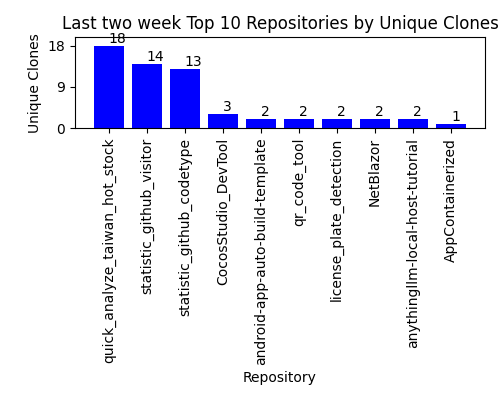 Last two week Top 10 Repositories by Unique Clones
Unique Clones
18
9
0
18
14
13
3
2
2
2
2
2
1
quick_analyze_taiwan_hot_stock
statistic_github_visitor
statistic_github_codetype
CocosStudio_DevTool
android-app-auto-build-template
qr_code_tool
license_plate_detection
NetBlazor
anythingllm-local-host-tutorial
AppContainerized
Repository